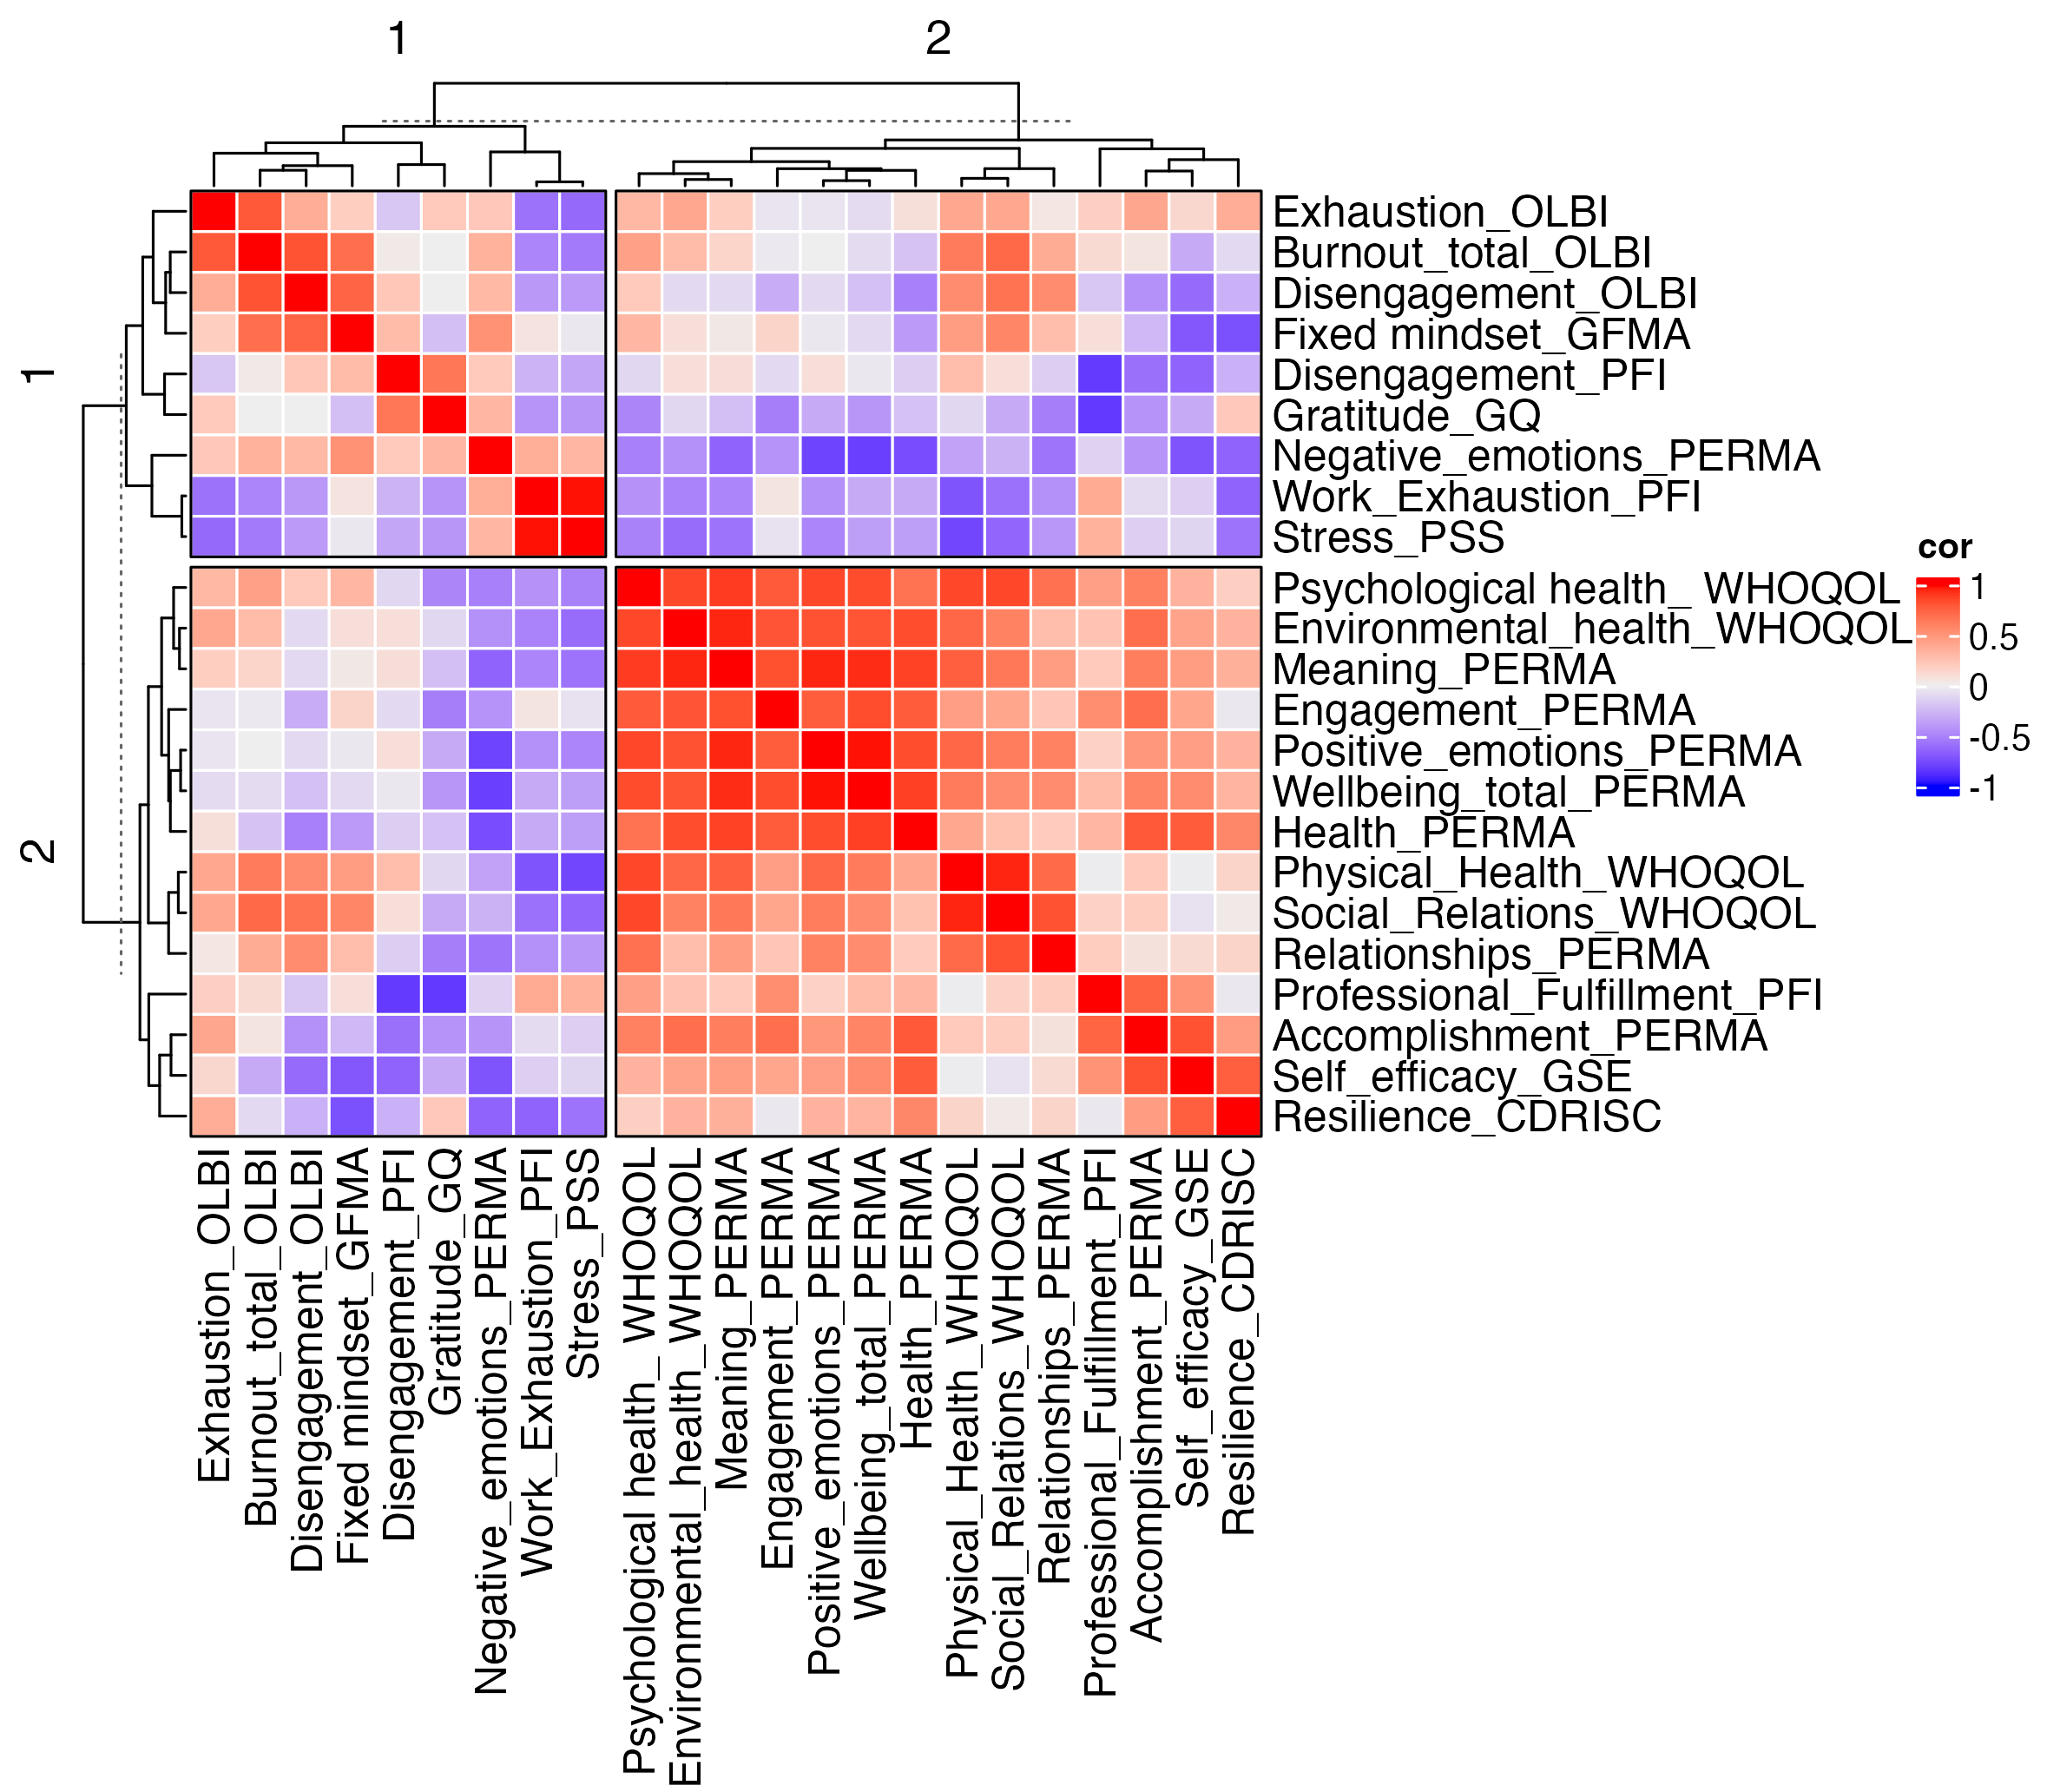 1
2
1
2
Exhaustion_OLBI
Burnout_total_OLBI
Disengagement_OLBI
Fixed mindset_GFMA
Disengagement_PFI
Gratitude_GQ
Negative_emotions_PERMA
Work_Exhaustion_PFI
Stress_PSS
Psychological health_ WHOQOL
Environmental_health_WHOQOL
Meaning_PERMA
Engagement_PERMA
Positive_emotions_PERMA
Wellbeing_total_PERMA
Health_PERMA
Physical_Health_WHOQOL
Social_Relations_WHOQOL
Relationships_PERMA
Professional_Fulfillment_PFI
Accomplishment_PERMA
Self_efficacy_GSE
Resilience_CDRISC
cor
1
0.5
0
-0.5
-1
Exhaustion_OLBI
Burnout_total_OLBI
Disengagement_OLBI
Fixed mindset_GFMA
Disengagement_PFI
Gratitude_GQ
Negative_emotions_PERMA
Work_Exhaustion_PFI
Stress_PSS
Psychological health_ WHOQOL
Environmental_health_WHOQOL
Meaning_PERMA
Engagement_PERMA
Positive_emotions_PERMA
Wellbeing_total_PERMA
Health_PERMA
Physical_Health_WHOQOL
Social_Relations_WHOQOL
Relationships_PERMA
Professional_Fulfillment_PFI
Accomplishment_PERMA
Self_efficacy_GSE
Resilience_CDRISC